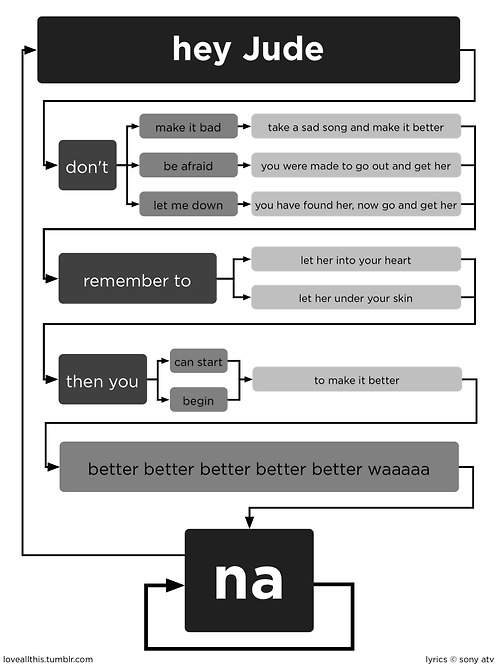 hey Jude
don't
make it bad
take a sad song and make it better
be afraid
you were made to go out and get her
let me down
you have found her, now go and get her
remember to
let her into your heart
let her under your skin
then you
can start
begin
to make it better
better better better better better waaaaa
na
loveallthis.tumblr.com
lyrics © sony atv